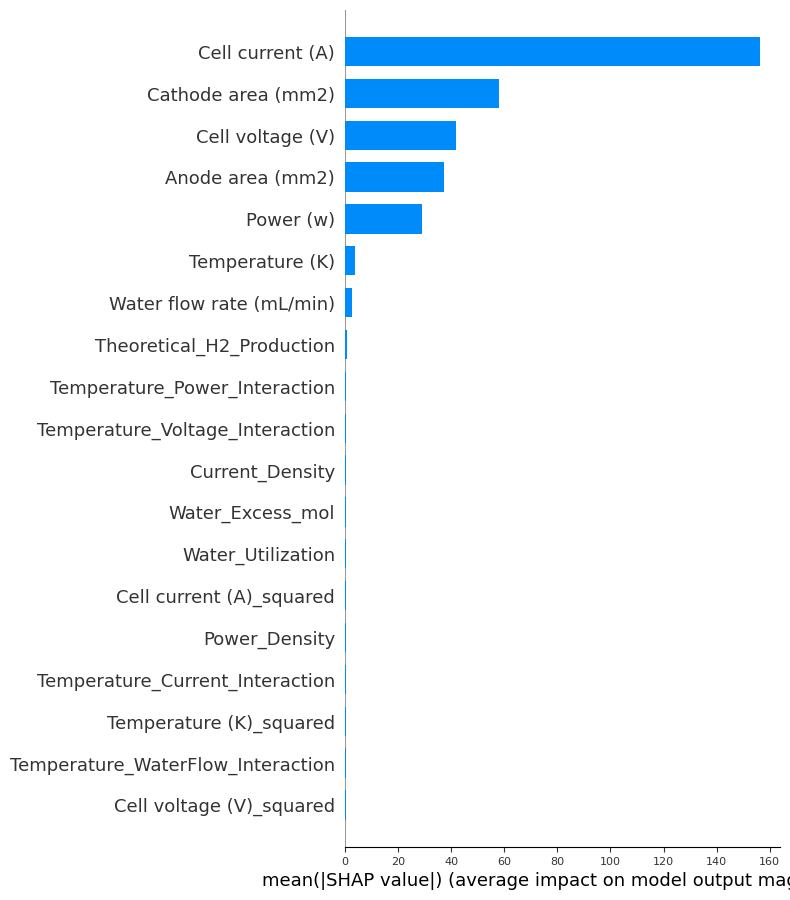 Cell current (A)
Cathode area (mm2)
Cell voltage (V)
Anode area (mm2)
Power (w)
Temperature (K)
Water flow rate (mL/min)
Theoretical_H2_Production
Temperature_Power_Interaction
Temperature_Voltage_Interaction
Current_Density
Water_Excess_mol
Water_Utilization
Cell current (A)_squared
Power_Density
Temperature_Current_Interaction
Temperature (K)_squared
Temperature_WaterFlow_Interaction
Cell voltage (V)_squared
0 20 40 60 80 100 120 140 160
mean(|SHAP value|) (average impact on model output mag